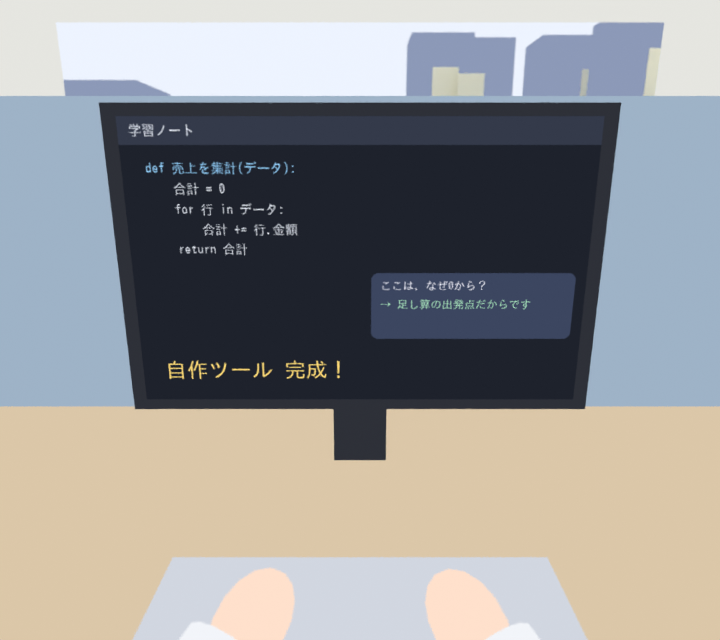 学習ノート
def 売上を集計(データ):
合計 = 0
for 行 in データ:
合計 += 行.金額
return 合計
ここは、なぜ0から？
→ 足し算の出発点だからです
自作ツール 完成！